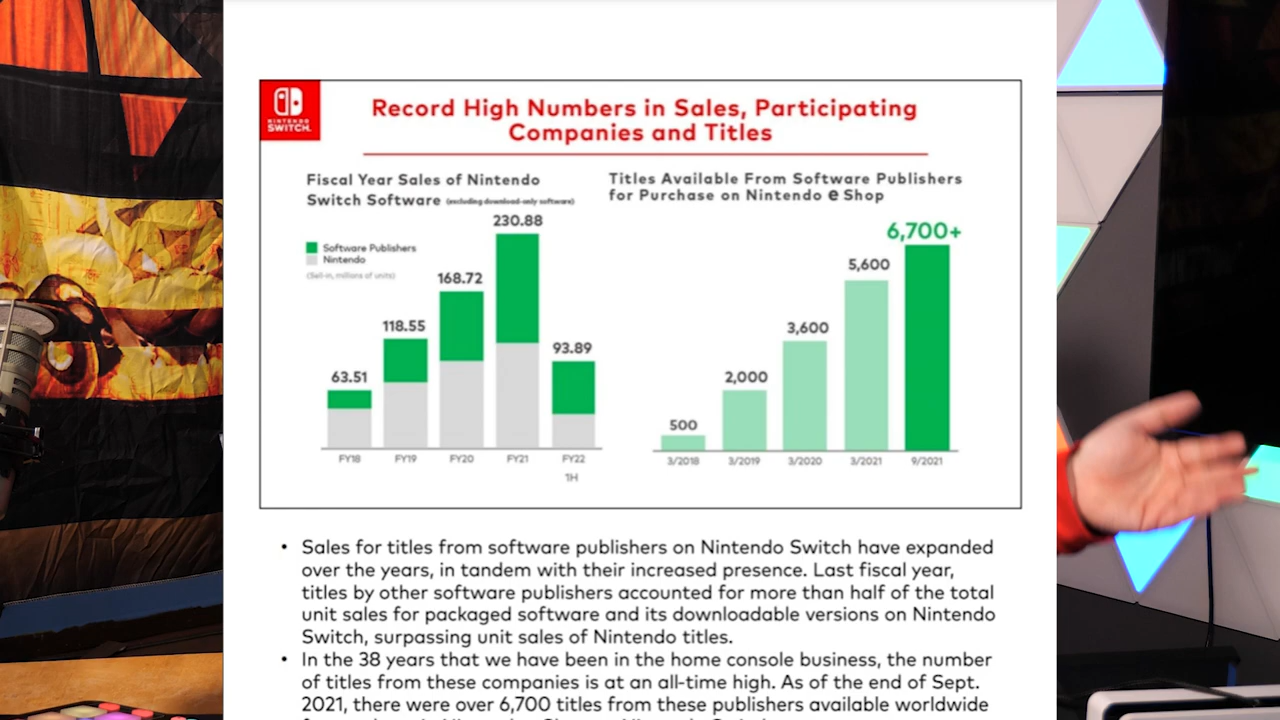 NINTENDO
SWITCH.
Record High Numbers in Sales, Participating
Companies and Titles
Fiscal Year Sales of Nintendo
Switch Software (excluding download-only software)
Software Publishers
Nintendo
(Sell-in, millions of units)
63.51
118.55
168.72
230.88
93.89
FY18
FY19
FY20
FY21
FY22
1H
Titles Available From Software Publishers
for Purchase on Nintendo eShop
500
2,000
3,600
5,600
6,700+
3/2018
3/2019
3/2020
3/2021
9/2021
• Sales for titles from software publishers on Nintendo Switch have expanded
over the years, in tandem with their increased presence. Last fiscal year,
titles by other software publishers accounted for more than half of the total
unit sales for packaged software and its downloadable versions on Nintendo
Switch, surpassing unit sales of Nintendo titles.
• In the 38 years that we have been in the home console business, the number
of titles from these companies is at an all-time high. As of the end of Sept.
2021, there were over 6,700 titles from these publishers available worldwide